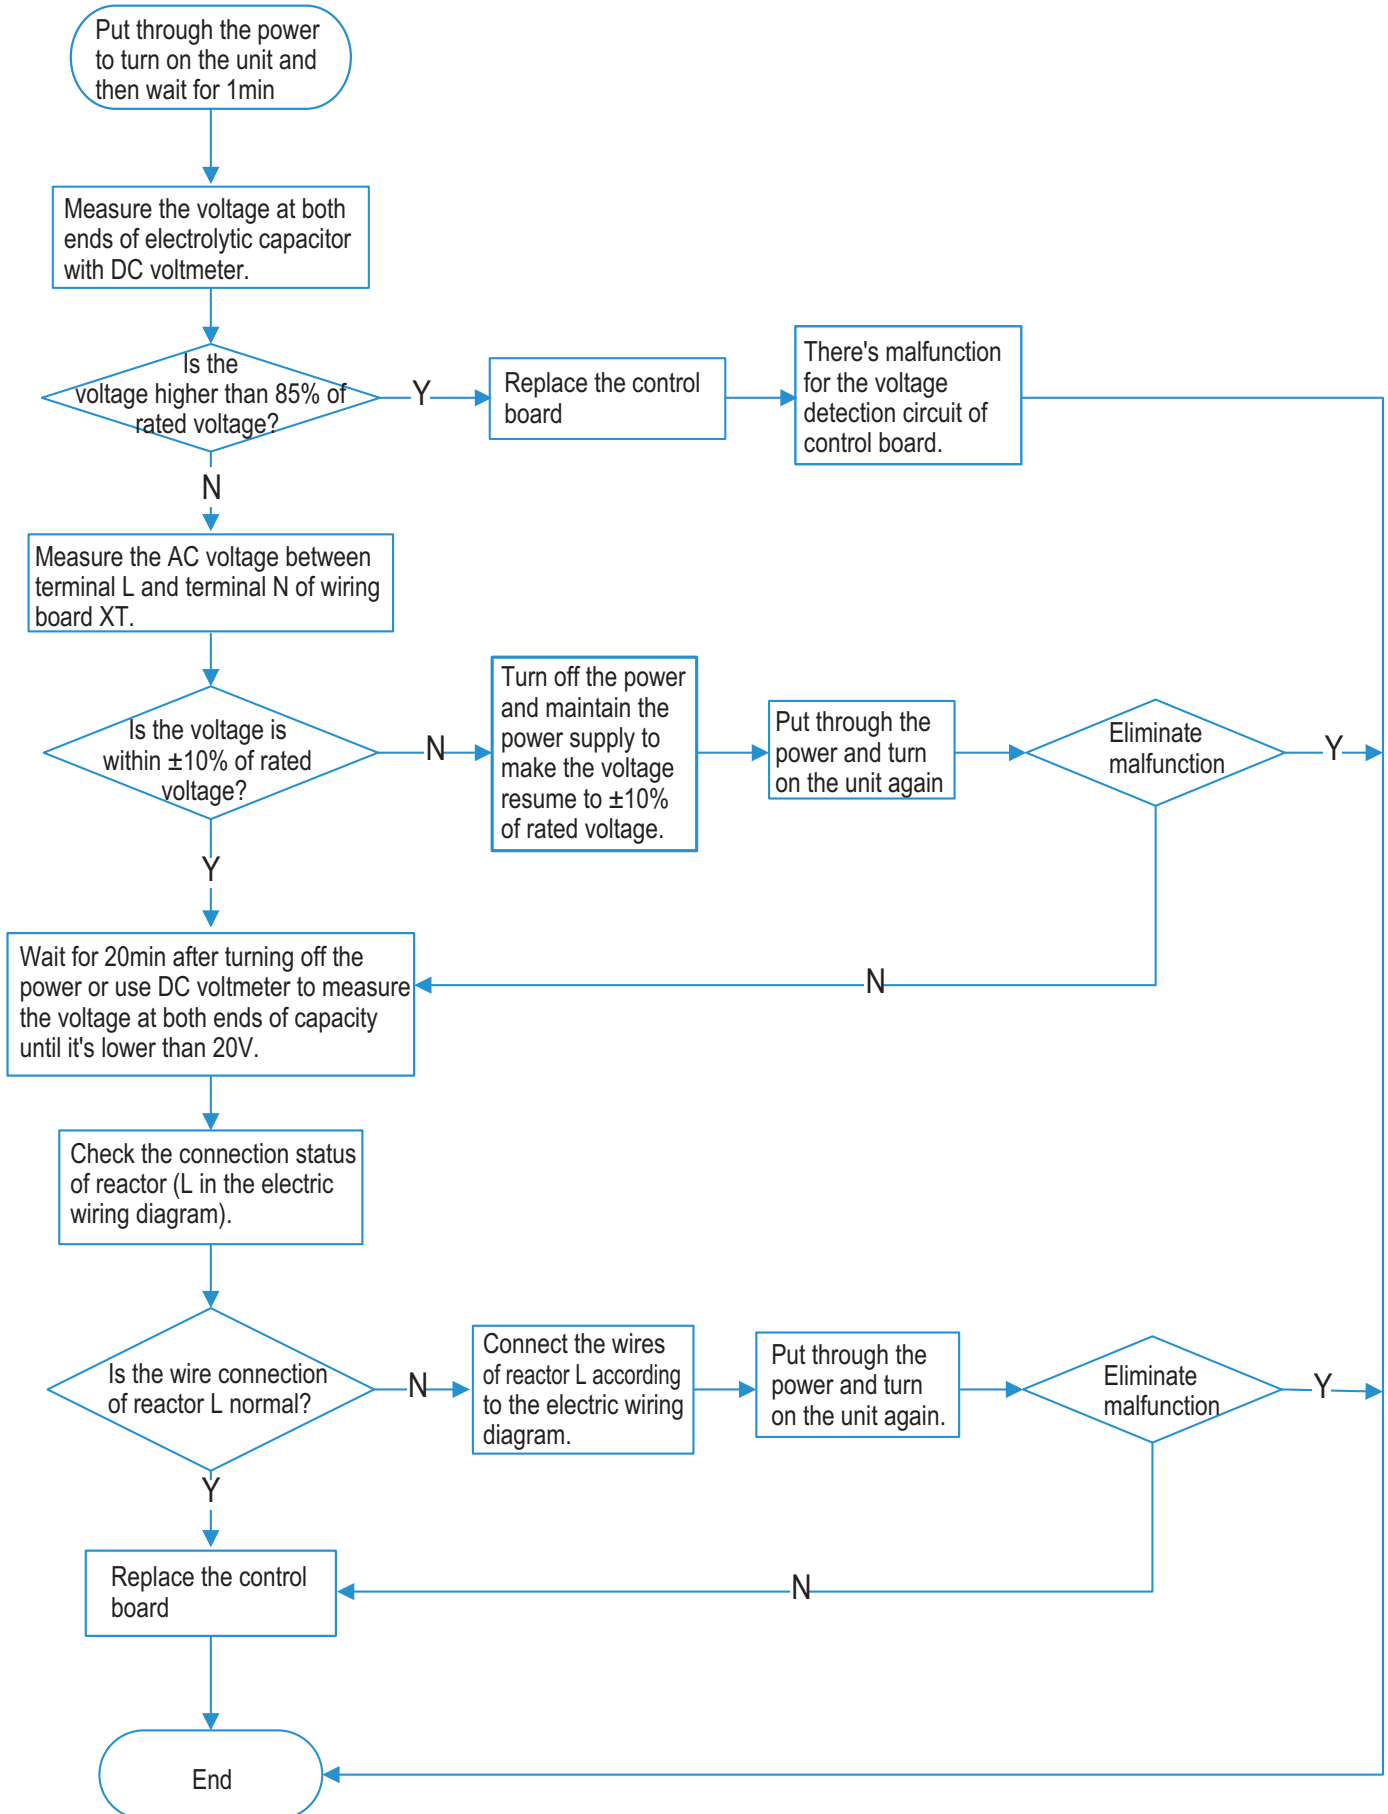 Put through the power
to turn on the unit and
then wait for 1min
Measure the voltage at both
ends of electrolytic capacitor
with DC voltmeter.
Is the
voltage higher than 85% of
rated voltage?
Y
Replace the control
board
There's malfunction
for the voltage
detection circuit of
control board.
N
Measure the AC voltage between
terminal L and terminal N of wiring
board XT.
Is the voltage is
within ±10% of rated
voltage?
N
Turn off the power
and maintain the
power supply to
make the voltage
resume to ±10%
of rated voltage.
Put through the
power and turn
on the unit again
Eliminate
malfunction
Y
Y
N
Wait for 20min after turning off the
power or use DC voltmeter to measure
the voltage at both ends of capacity
until it's lower than 20V.
Check the connection status
of reactor (L in the electric
wiring diagram).
Is the wire connection
of reactor L normal?
N
Connect the wires
of reactor L according
to the electric wiring
diagram.
Put through the
power and turn
on the unit again.
Eliminate
malfunction
Y
Y
N
Replace the control
board
End